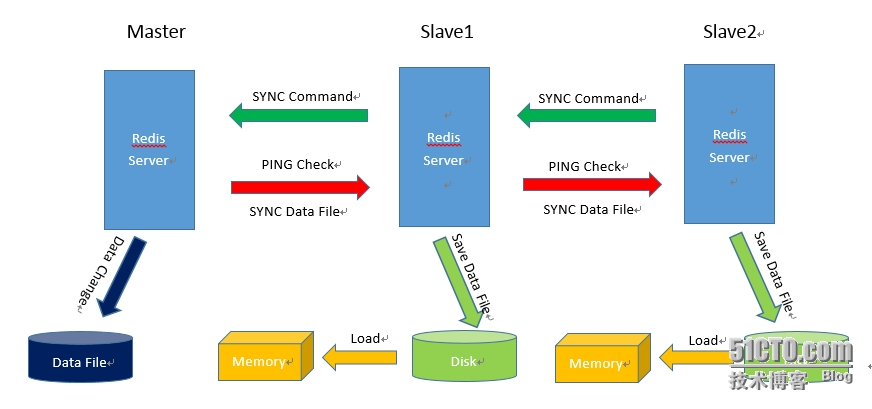 Master
Slave1
Slave2
SYNC Command
SYNC Command
Redis
Server
Redis
Server
Redis
Server
PING Check
PING Check
SYNC Data File
SYNC Data File
Data Change
Save Data File
Save Data File
Load
Load
Data File
Memory
Disk
Memory
51CTO.com
技术博客
Blog